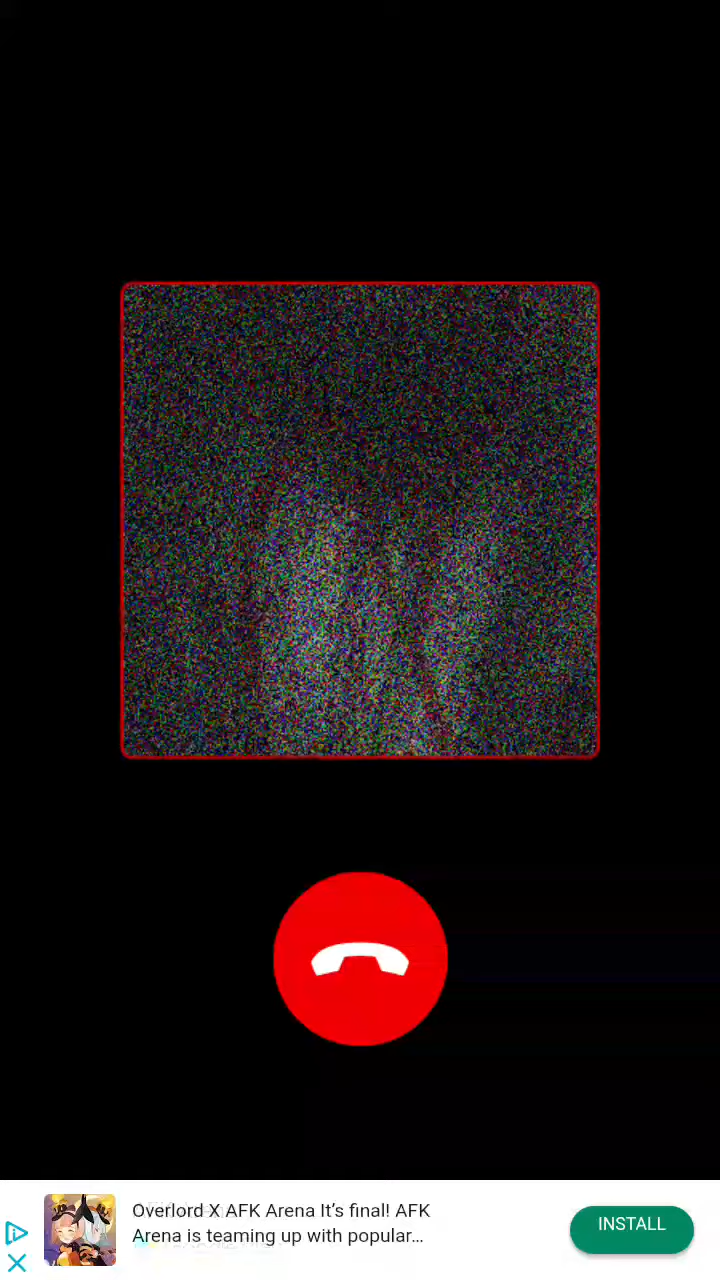 Overlord X AFK Arena It’s final! AFK
Arena is teaming up with popular...
INSTALL